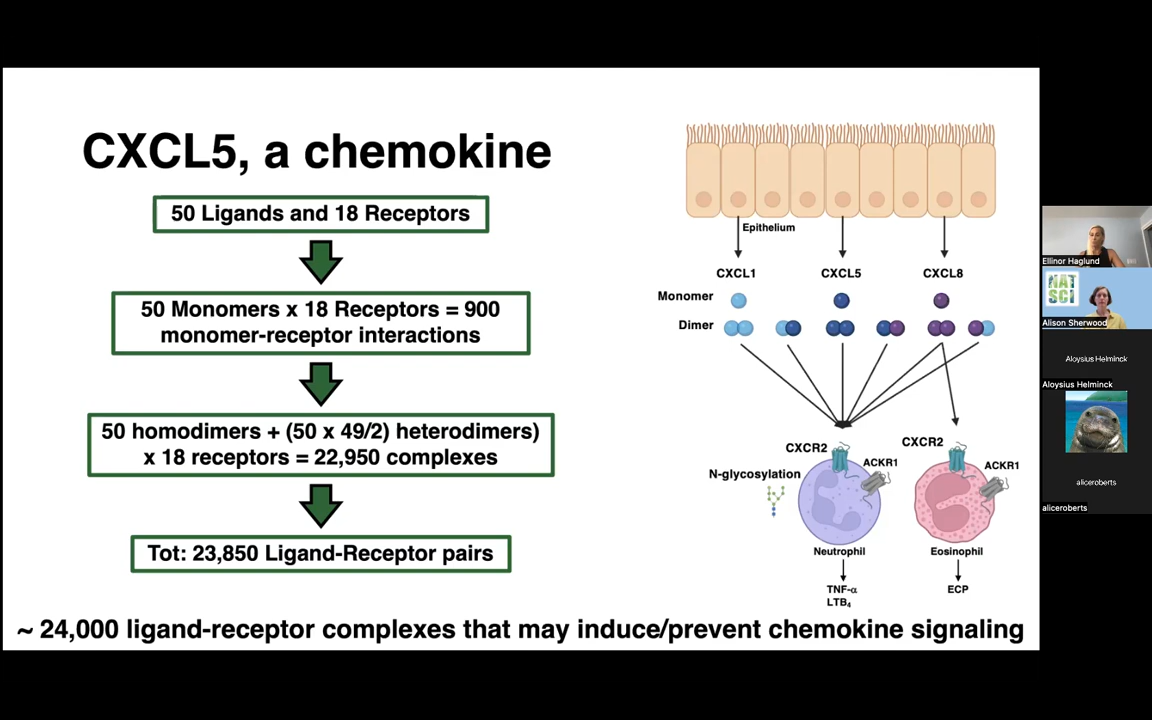 CXCL5, a chemokine
50 Ligands and 18 Receptors
50 Monomers x 18 Receptors = 900
monomer-receptor interactions
50 homodimers + (50 x 49/2) heterodimers)
x 18 receptors = 22,950 complexes
Tot: 23,850 Ligand-Receptor pairs
Epithelium
CXCL1
CXCL5
CXCL8
Monomer
Dimer
CXCR2
ACKR1
CXCR2
ACKR1
N-glycosylation
Neutrophil
Eosinophil
TNF-α
LTB₄
ECP
~ 24,000 ligand-receptor complexes that may induce/prevent chemokine signaling
Ellinor Haglund
NAT
SCI
Alison Sherwood
Aloysius Helminck
Aloysius Helminck
aliceroberts
aliceroberts